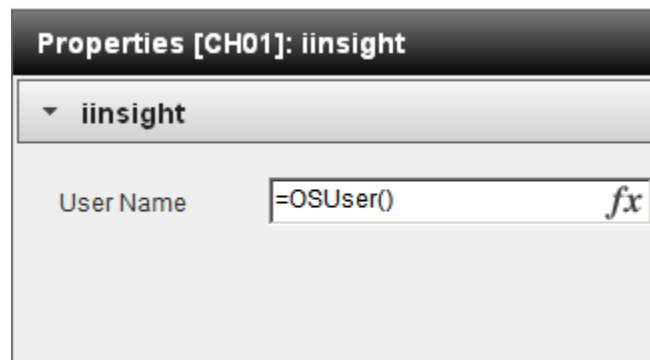 Properties [CH01]: iinsight
iinsight
User Name =OSUser() fx